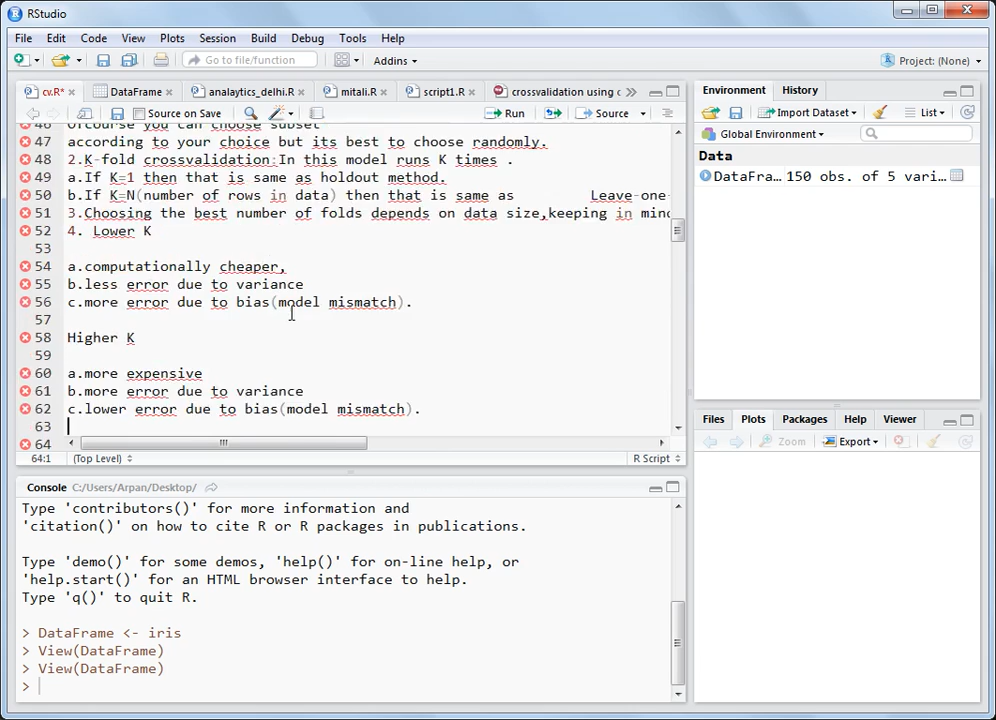 RStudio
File Edit Code View Plots Session Build Debug Tools Help
Go to file/function Addins Project: (None)
cv.R* DataFrame analaytics_delhi.R mitali.R script1.R crossvalidation using c
Source on Save Run Source
46 Ofcourse you can choose subset
47 according to your choice but its best to choose randomly.
48 2.K-fold crossvalidation:In this model runs K times .
49 a.If K=1 then that is same as holdout method.
50 b.If K=N(number of rows in data) then that is same as Leave-one-
51 3.Choosing the best number of folds depends on data size,keeping in mind
52 4. Lower K
53
54 a.computationally cheaper,
55 b.less error due to variance
56 c.more error due to bias(model mismatch).
57
58 Higher K
59
60 a.more expensive
61 b.more error due to variance
62 c.lower error due to bias(model mismatch).
63
64
64:1 (Top Level) R Script
Console C:/Users/Arpan/Desktop/
Type 'contributors()' for more information and
'citation()' on how to cite R or R packages in publications.
Type 'demo()' for some demos, 'help()' for on-line help, or
'help.start()' for an HTML browser interface to help.
Type 'q()' to quit R.
> DataFrame <- iris
> View(DataFrame)
> View(DataFrame)
>
Environment History
Import Dataset List
Global Environment
Data
DataFra… 150 obs. of 5 vari…
Files Plots Packages Help Viewer
Zoom Export